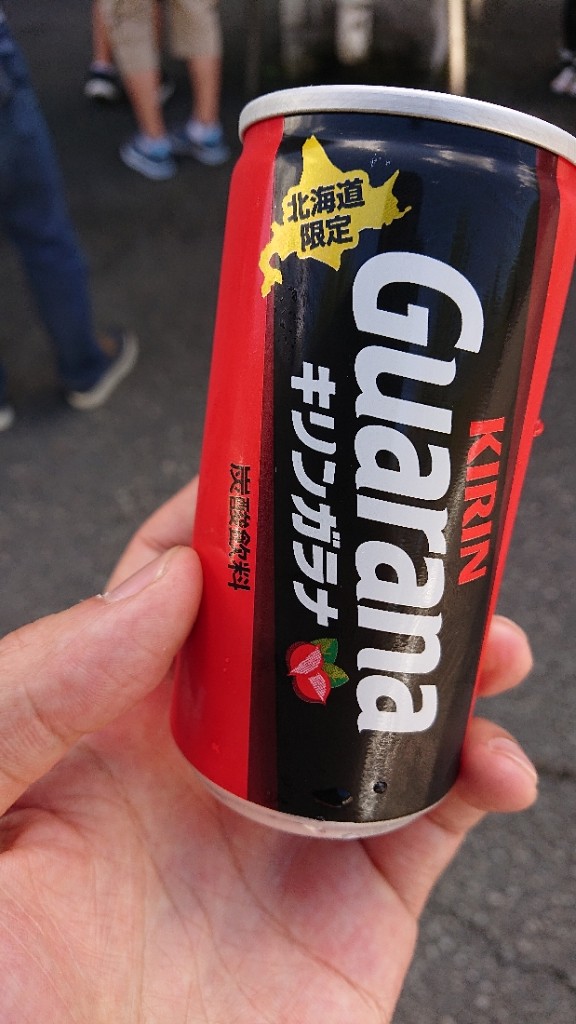 北海道
限定
KIRIN
Guarana
キリンガラナ
炭酸飲料